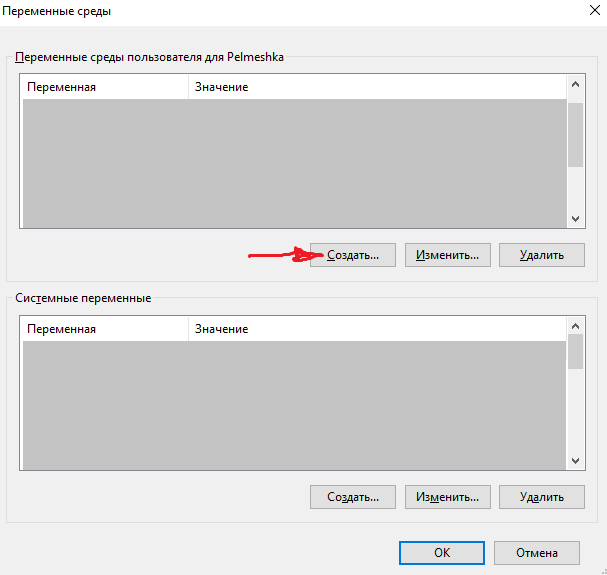 Переменные среды
Переменные среды пользователя для Pelmeshka
Переменная Значение
Создать... Изменить... Удалить
Системные переменные
Переменная Значение
Создать... Изменить... Удалить
ОК Отмена